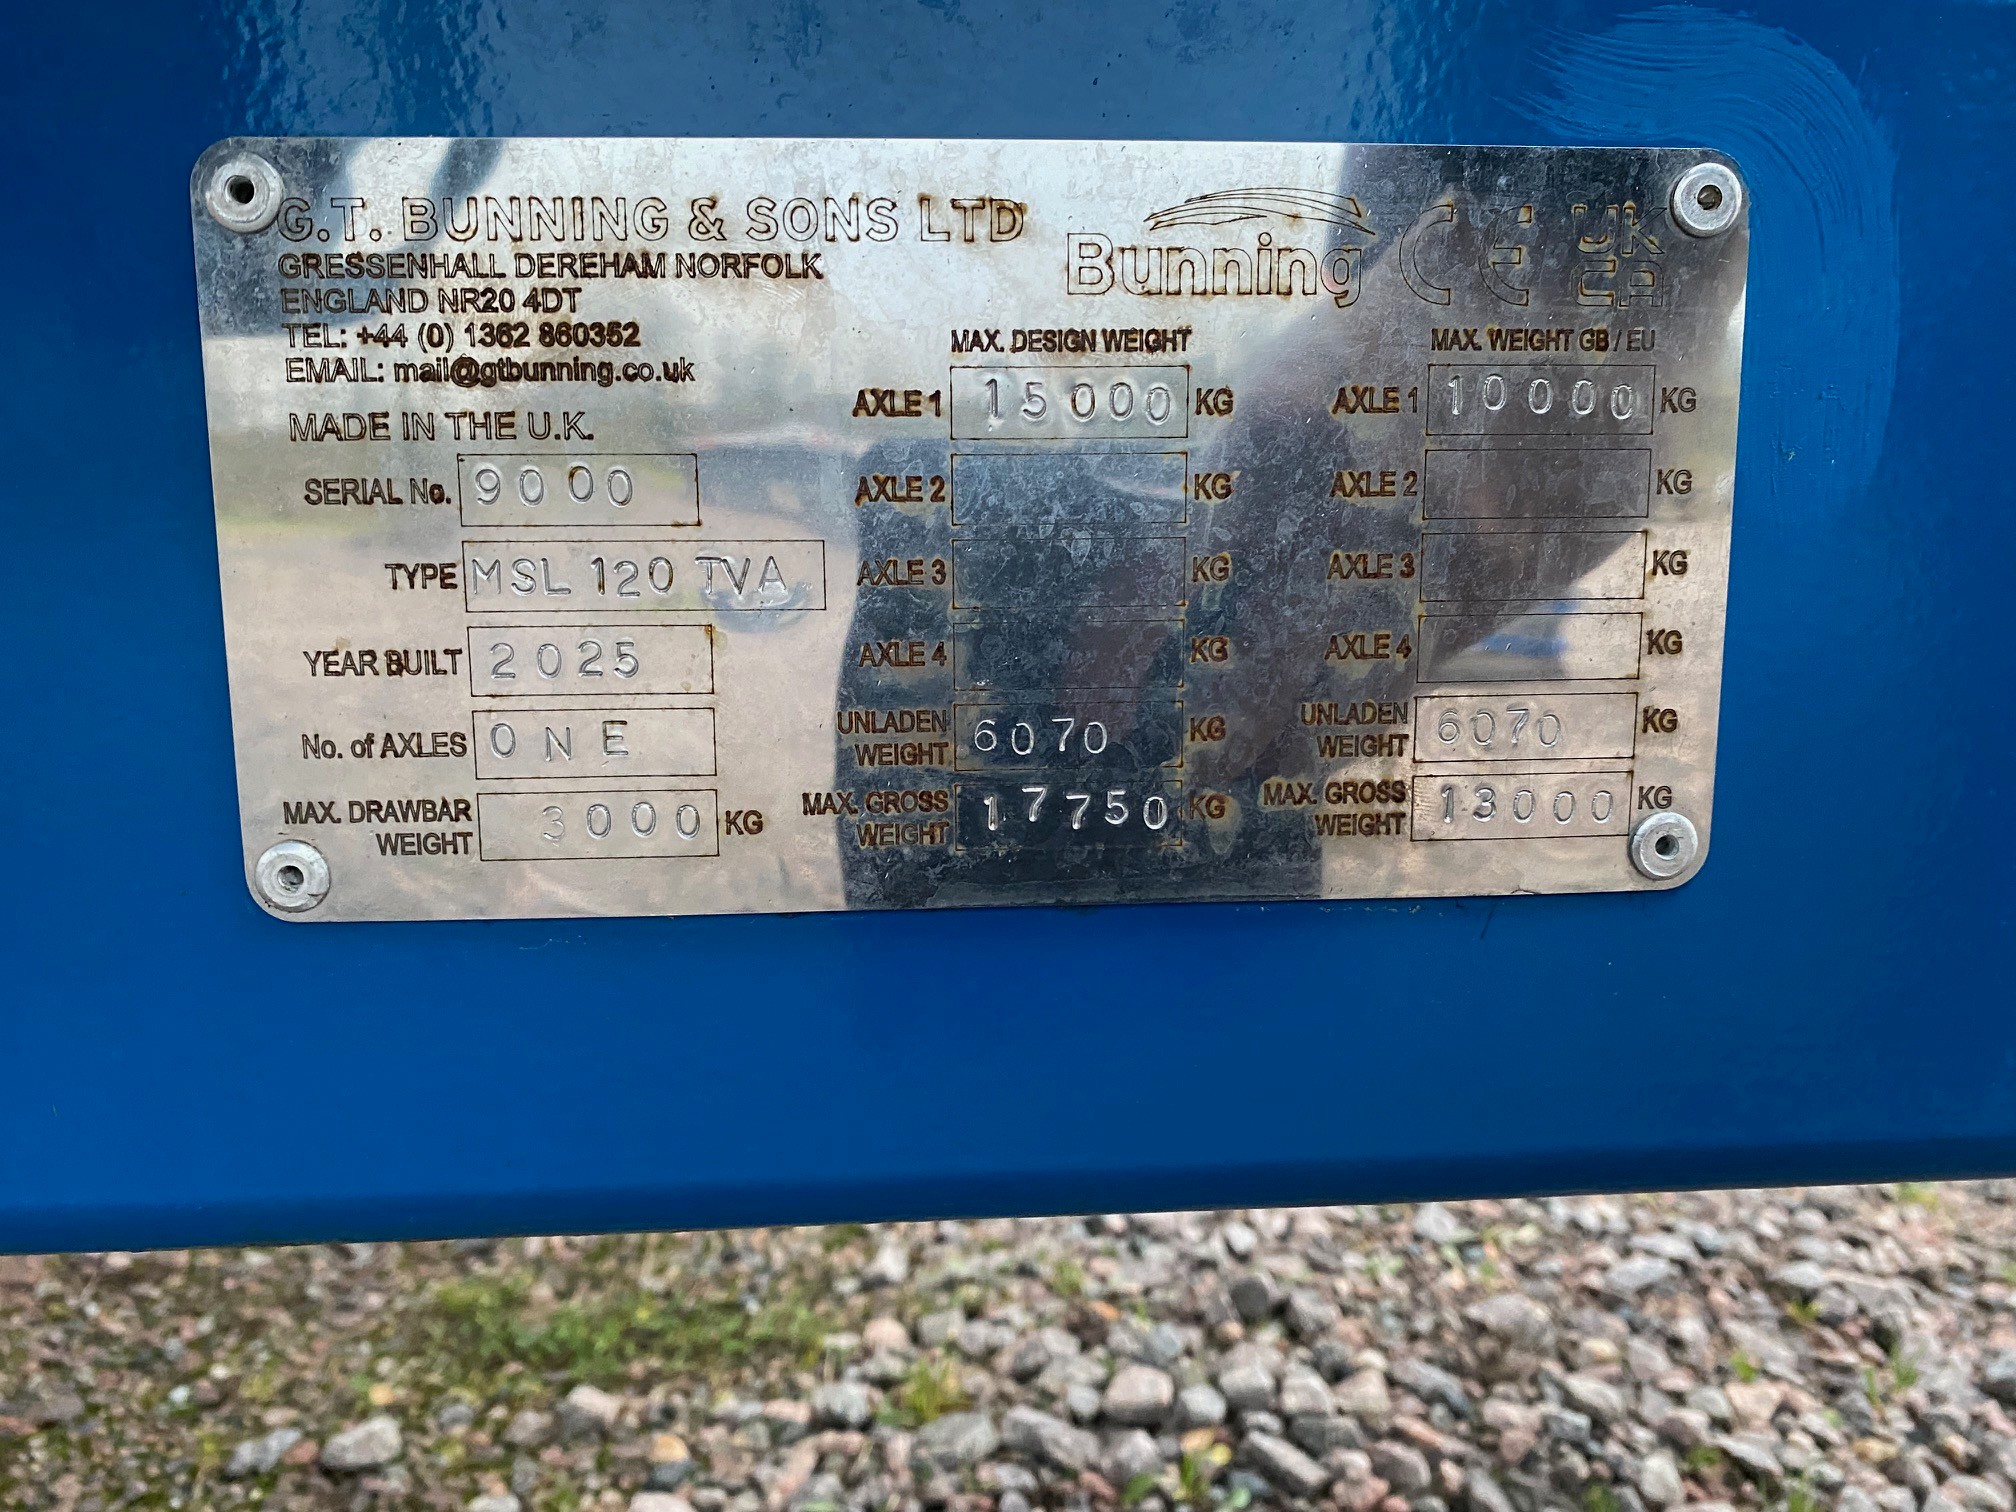 G.T. BUNNING & SONS LTD
GRESSENHALL DEREHAM NORFOLK
ENGLAND NR20 4DT
TEL: +44 (0) 1362 860352
EMAIL: mail@gtbunning.co.uk
MADE IN THE U.K.
SERIAL No. 9000
TYPE MSL 120 TVA
YEAR BUILT 2025
No. of AXLES ONE
MAX. DRAWBAR WEIGHT 3000 KG
Bunning CE UK CA
MAX. DESIGN WEIGHT
AXLE 1 15000 KG
AXLE 2 KG
AXLE 3 KG
AXLE 4 KG
UNLADEN WEIGHT 6070 KG
MAX. GROSS WEIGHT 17750 KG
MAX. WEIGHT GB / EU
AXLE 1 10000 KG
AXLE 2 KG
AXLE 3 KG
AXLE 4 KG
UNLADEN WEIGHT 6070 KG
MAX. GROSS WEIGHT 13000 KG